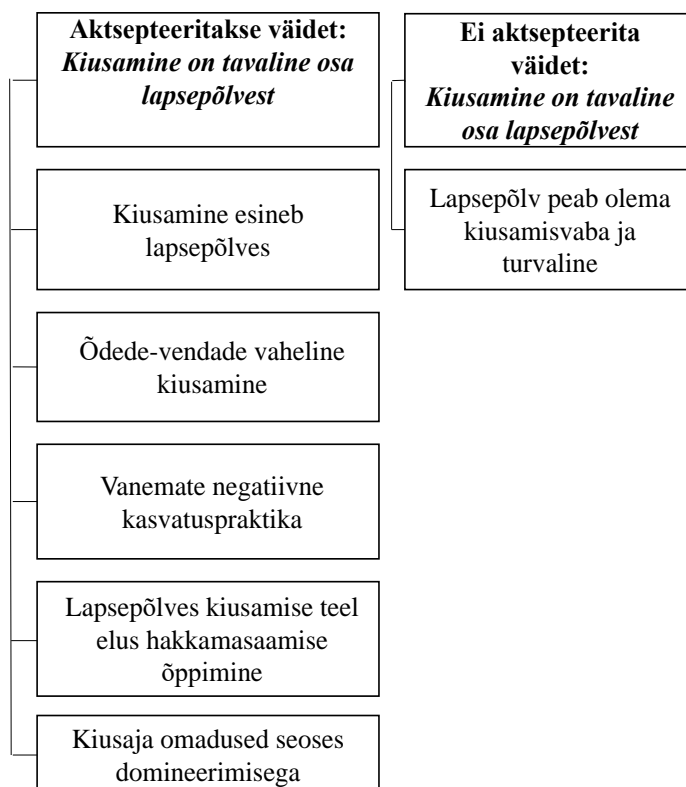 Aktsepteeritakse väidet:
Kiusamine on tavaline osa
lapsepõlvest
Kiusamine esineb
lapsepõlves
Õdede-vendade vaheline
kiusamine
Vanemate negatiivne
kasvatuspraktika
Lapsepõlves kiusamise teel
elus hakkamasaamise
õppimine
Kiusaja omadused seoses
domineerimisega
Ei aktsepteerita
väidet:
Kiusamine on tavaline
osa lapsepõlvest
Lapsepõlv peab olema
kiusamisvaba ja
turvaline